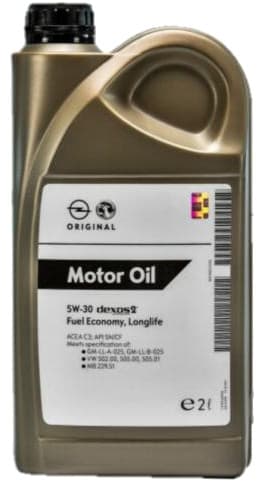 ORIGINAL
Motor Oil
5W-30 dexos2
Fuel Economy, Longlife
ACEA C3; API SN/CF
Meets specification of:
GM-LL-A-025, GM-LL-B-025
VW 502.00, 505.00, 505.01
MB 229.51
e 2